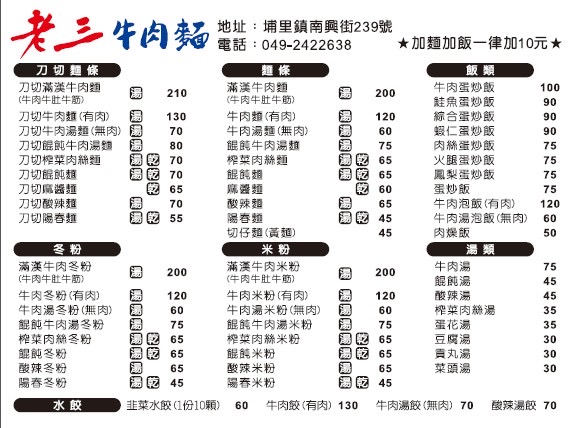 老三牛肉麵
地址：埔里鎮南興街239號
電話：049-2422638
★加麵加飯一律加10元★
刀切麵條
刀切滿漢牛肉麵 湯 210
(牛肉牛肚牛筋)
刀切牛肉麵(有肉) 湯 130
刀切牛肉湯麵(無肉) 湯 70
刀切餛飩牛肉湯麵 湯 80
刀切榨菜肉絲麵 湯 乾 70
刀切餛飩麵 湯 乾 70
刀切麻醬麵 乾 65
刀切酸辣麵 湯 70
刀切陽春麵 湯 乾 55
麵條
滿漢牛肉麵 湯 200
(牛肉牛肚牛筋)
牛肉麵(有肉) 湯 120
牛肉湯麵(無肉) 湯 60
餛飩牛肉湯麵 湯 75
榨菜肉絲麵 湯 乾 65
餛飩麵 湯 乾 65
麻醬麵 乾 60
酸辣麵 湯 65
陽春麵 湯 乾 45
切仔麵(黃麵) 45
飯類
牛肉蛋炒飯 100
鮭魚蛋炒飯 90
綜合蛋炒飯 90
蝦仁蛋炒飯 90
肉絲蛋炒飯 75
火腿蛋炒飯 75
鳳梨蛋炒飯 75
蛋炒飯 65
牛肉泡飯(有肉) 120
牛肉湯泡飯(無肉) 60
肉燥飯 50
冬粉
滿漢牛肉冬粉 湯 200
(牛肉牛肚牛筋)
牛肉冬粉(有肉) 湯 120
牛肉湯冬粉(無肉) 湯 60
餛飩牛肉湯冬粉 湯 75
榨菜肉絲冬粉 湯 乾 65
餛飩冬粉 湯 乾 65
酸辣冬粉 湯 65
陽春冬粉 湯 乾 45
米粉
滿漢牛肉米粉 湯 200
(牛肉牛肚牛筋)
牛肉米粉(有肉) 湯 120
牛肉湯米粉(無肉) 湯 60
餛飩牛肉湯米粉 湯 75
榨菜肉絲米粉 湯 乾 65
餛飩米粉 湯 乾 65
酸辣米粉 湯 65
陽春米粉 湯 乾 45
湯類
牛肉湯 75
餛飩湯 45
酸辣湯 45
榨菜肉絲湯 35
蛋花湯 35
豆腐湯 30
貢丸湯 30
菜頭湯 30
水餃 韭菜水餃(1份10顆) 60 牛肉餃(有肉) 130 牛肉湯餃(無肉) 70 酸辣湯餃 70